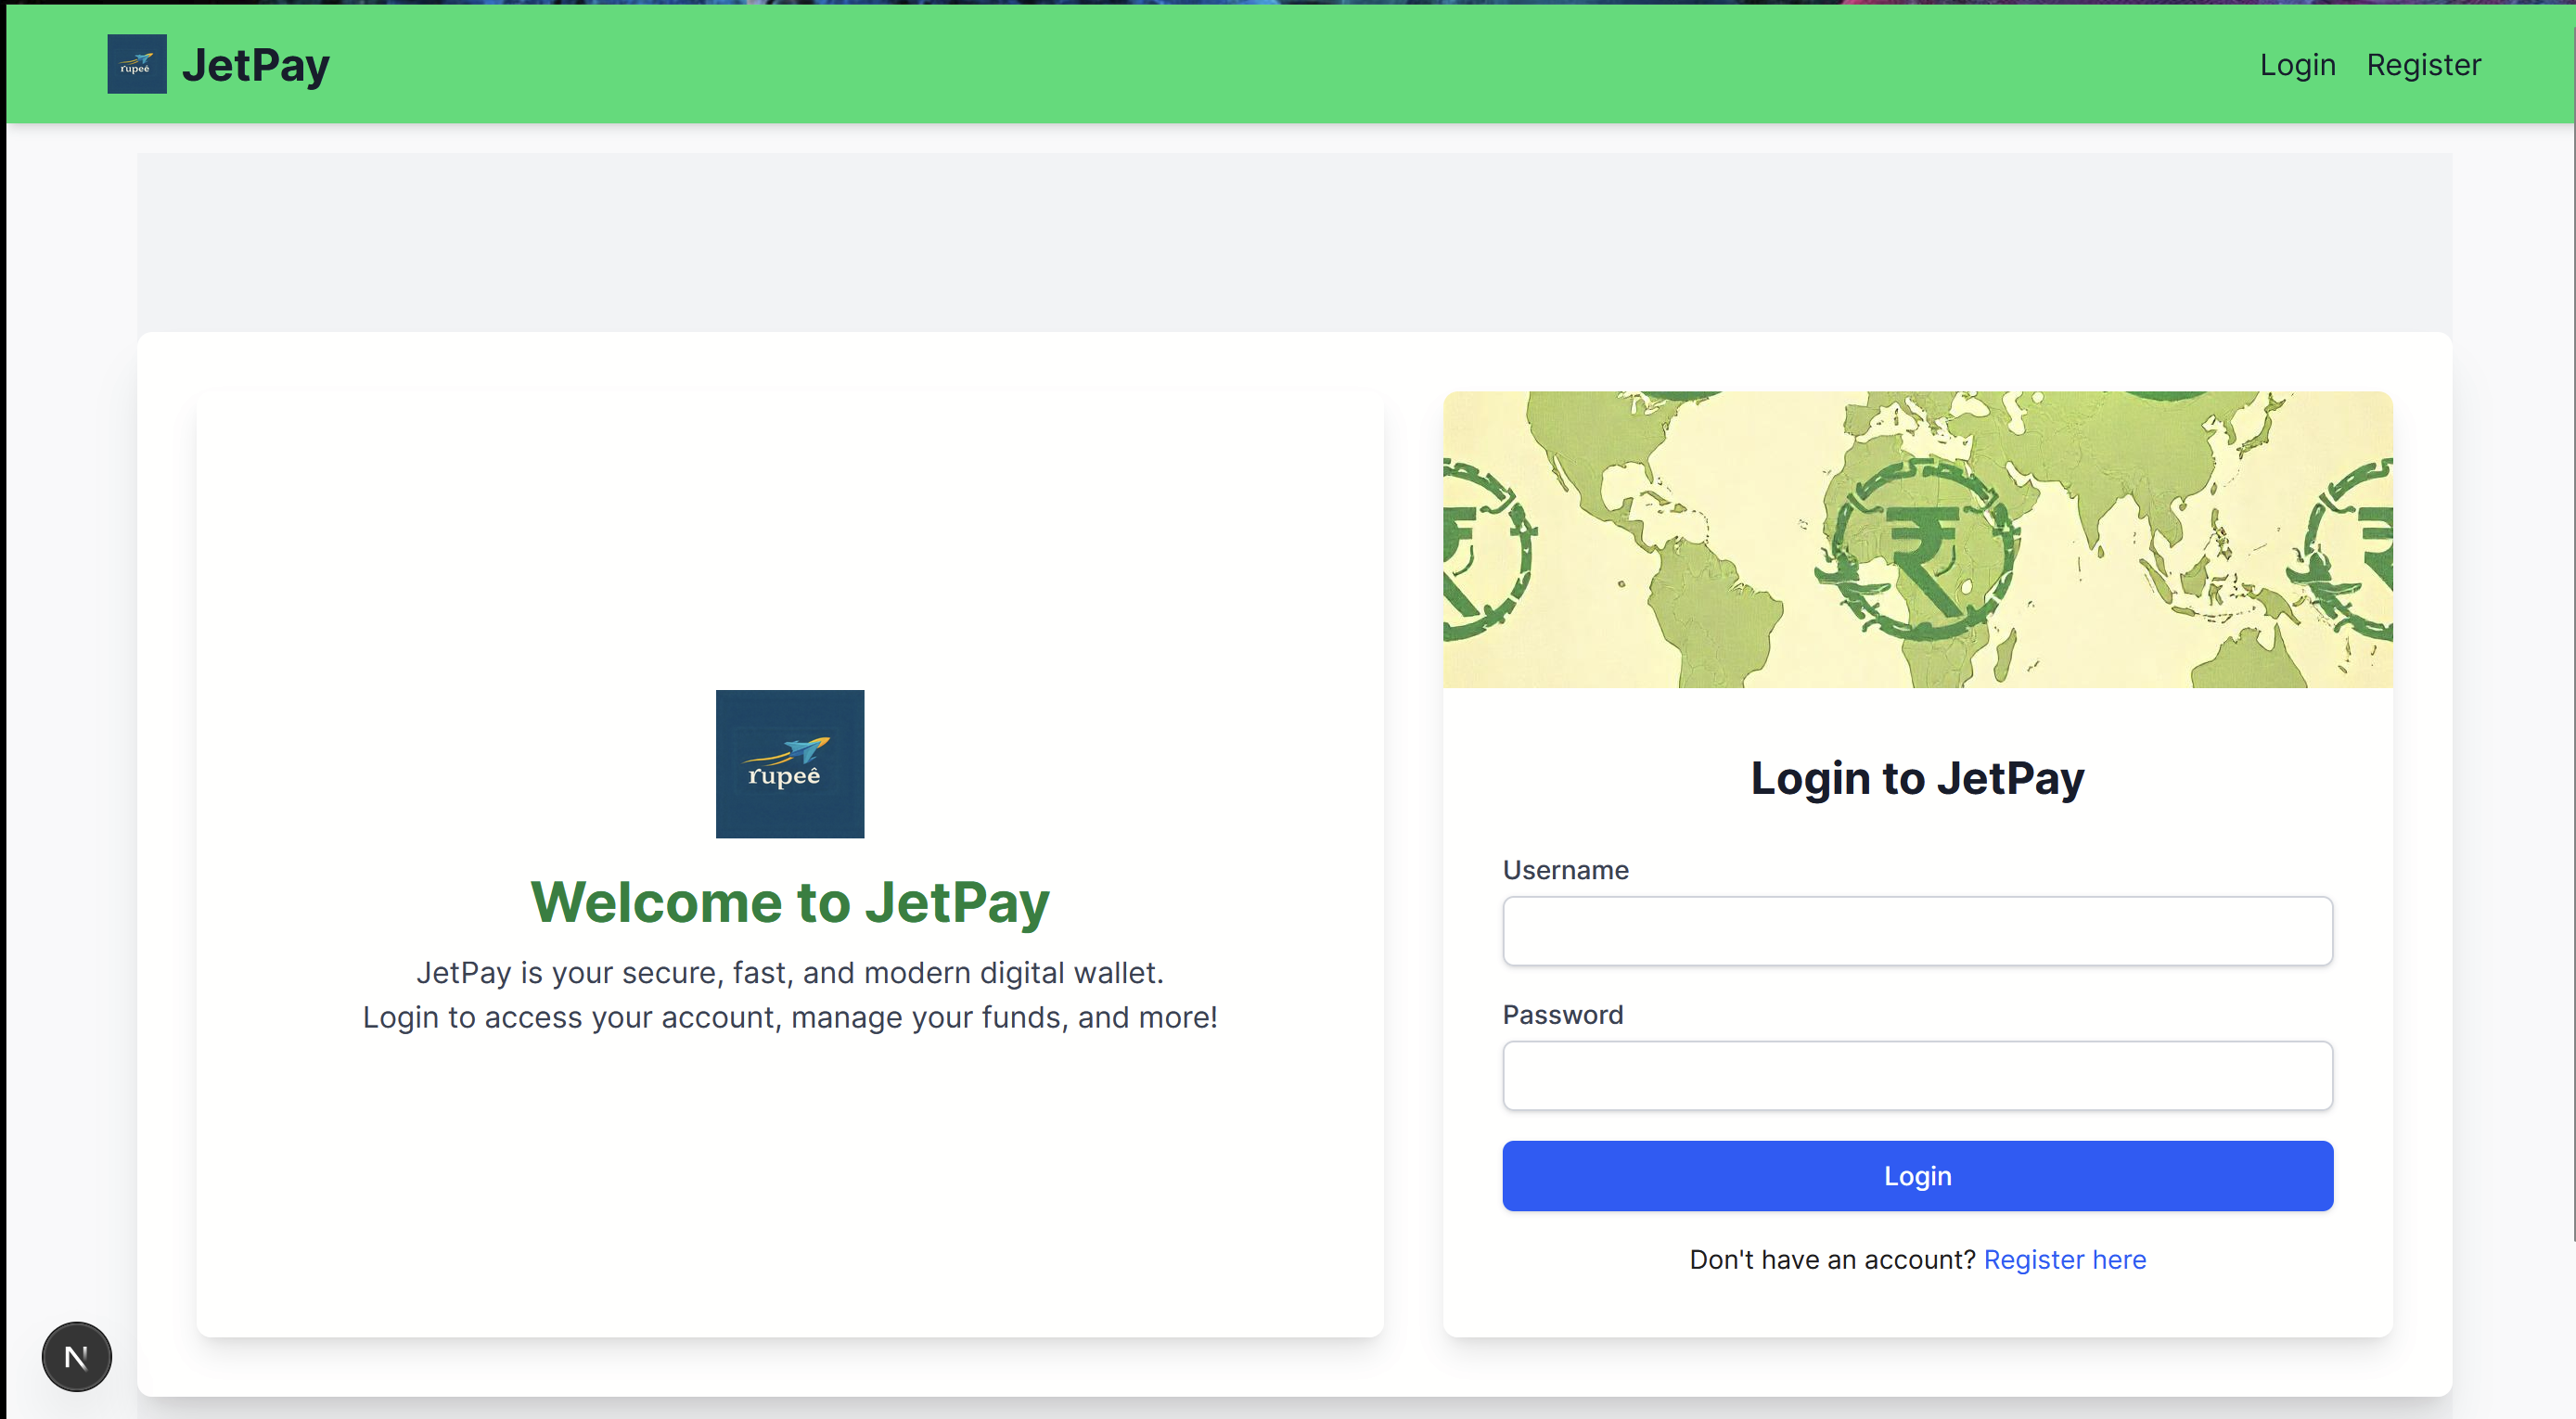 rupeê JetPay
Login Register
rupeê
Welcome to JetPay
JetPay is your secure, fast, and modern digital wallet.
Login to access your account, manage your funds, and more!
₹ ₹ ₹
Login to JetPay
Username
Password
Login
Don't have an account? Register here
N